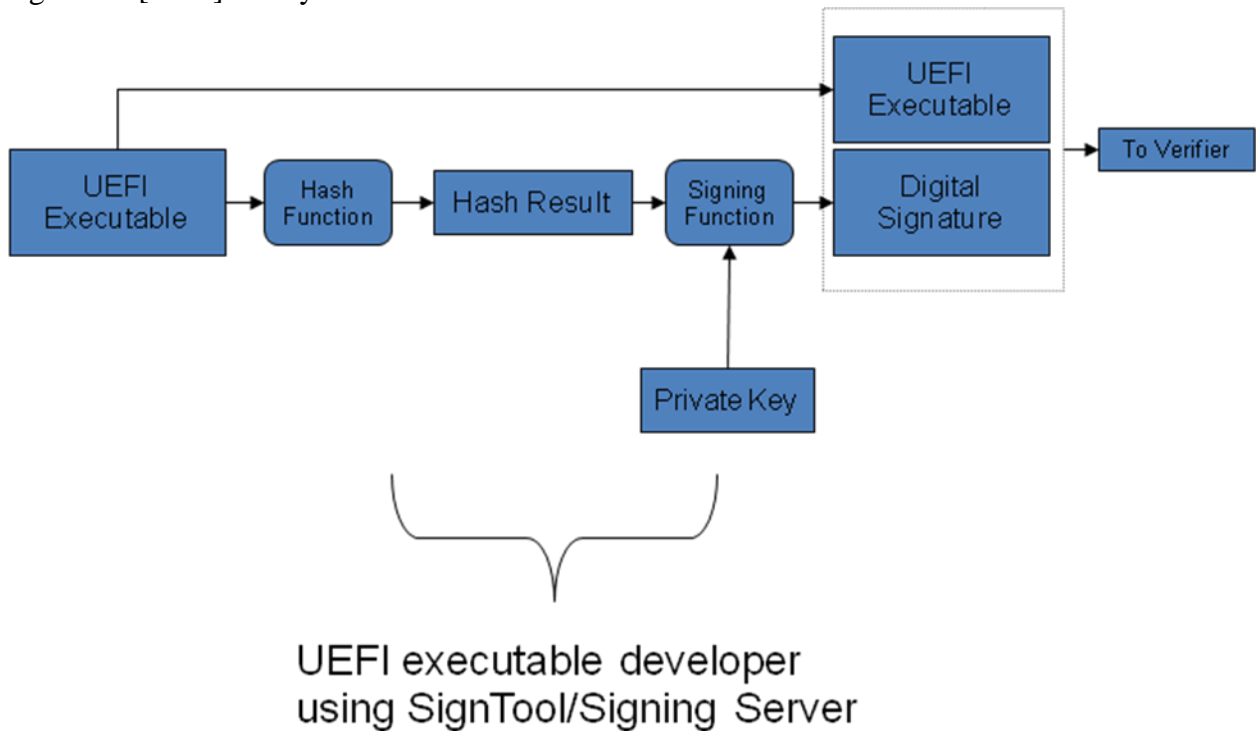 UEFI
Executable
UEFI
Executable
Hash
Function
Hash Result
Signing
Function
Digital
Signature
To Verifier
Private Key
UEFI executable developer
using SignTool/Signing Server